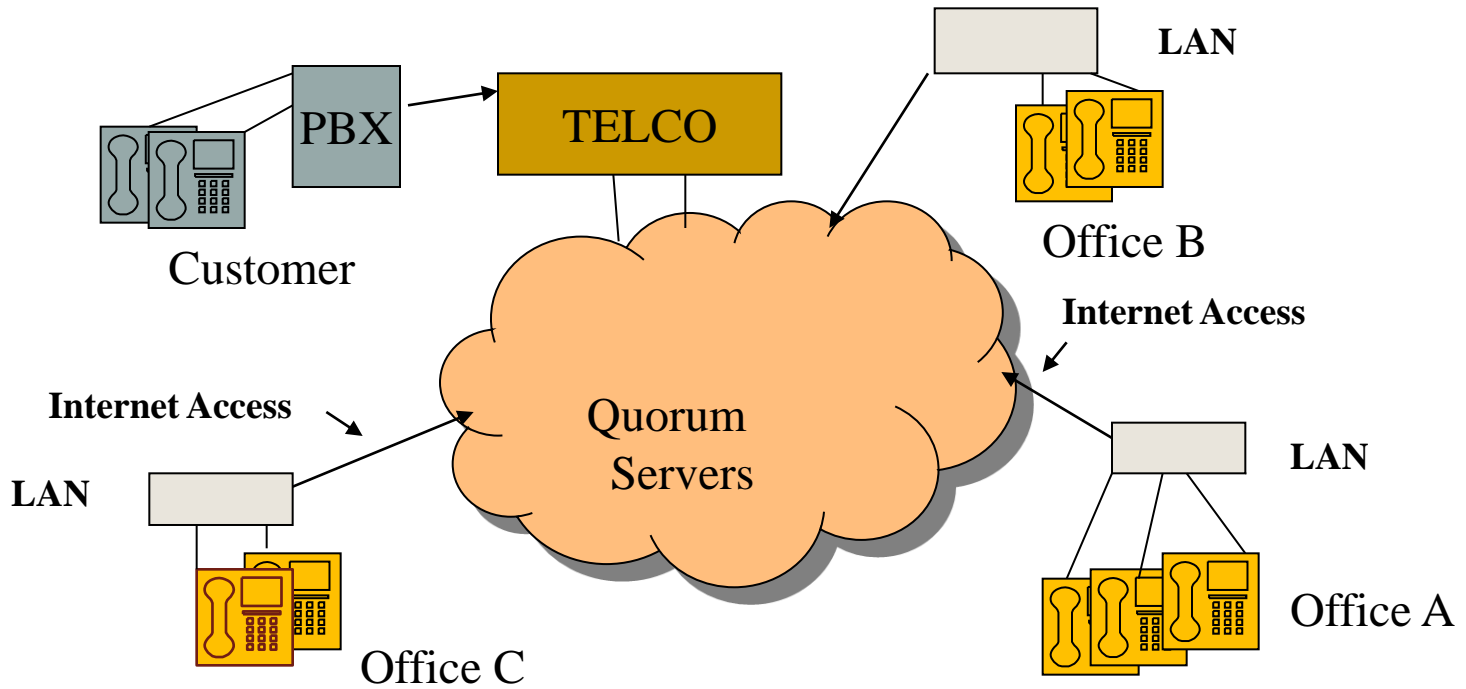 LAN
PBX
TELCO
Customer
Office B
Internet Access
Internet Access
Quorum
Servers
LAN
LAN
Office A
Office C